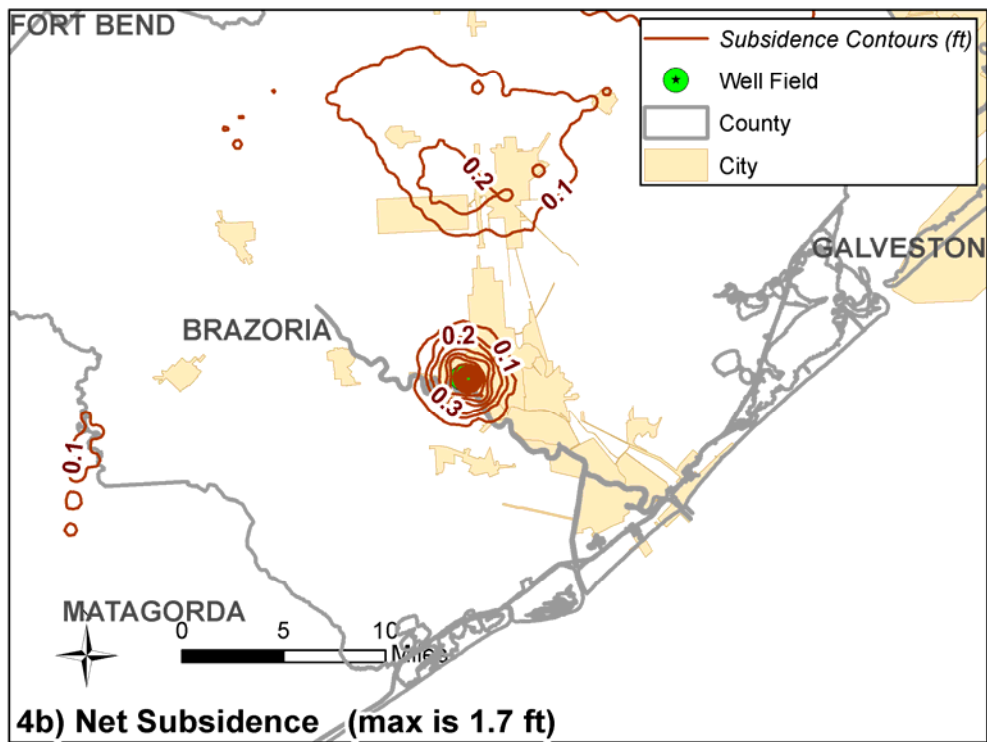 FORT BEND
Subsidence Contours (ft)
Well Field
County
City
0.2
0.1
GALVESTON
BRAZORIA
0.2
0.1
0.3
0.1
MATAGORDA
0 5 10
Miles
4b) Net Subsidence (max is 1.7 ft)